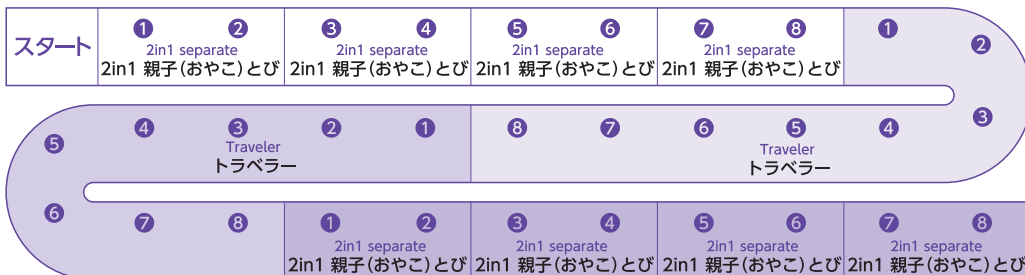 スタート
❶ ❷ ❸ ❹ ❺ ❻ ❼ ❽ ❶ ❷
2in1 separate 2in1 separate 2in1 separate 2in1 separate
2in1 親子(おやこ)とび 2in1 親子(おやこ)とび 2in1 親子(おやこ)とび 2in1 親子(おやこ)とび
❸
❺ ❹ ❸ ❷ ❶ ❽ ❼ ❻ ❺ ❹
Traveler Traveler
トラベラー トラベラー
❻ ❼ ❽ ❶ ❷ ❸ ❹ ❺ ❻ ❼ ❽
2in1 separate 2in1 separate 2in1 separate 2in1 separate
2in1 親子(おやこ)とび 2in1 親子(おやこ)とび 2in1 親子(おやこ)とび 2in1 親子(おやこ)とび